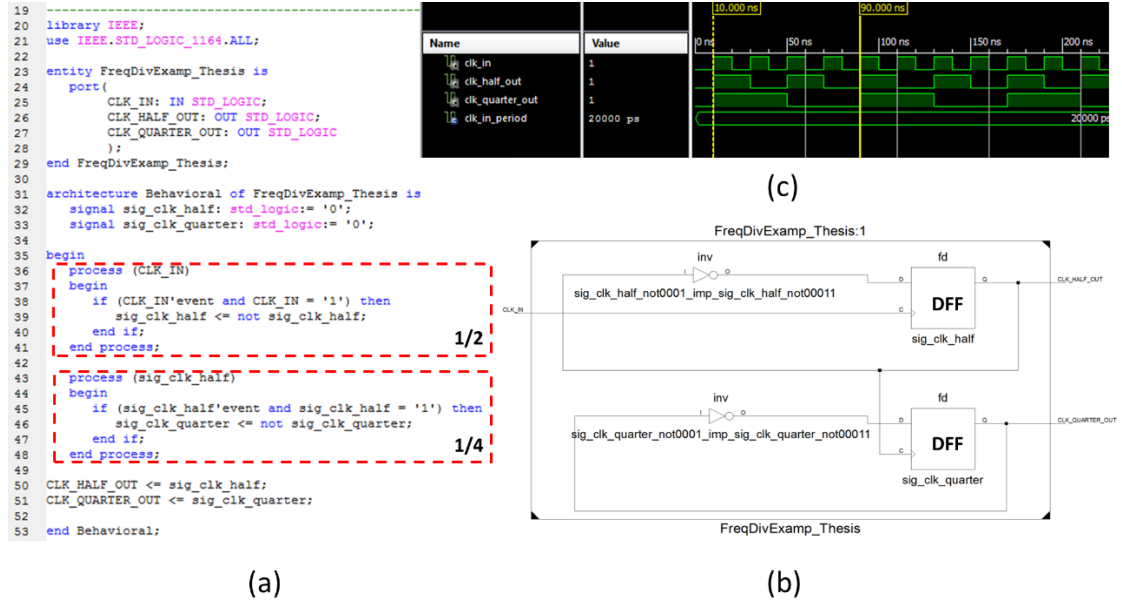 19 --------------------------------------------
20 library IEEE;
21 use IEEE.STD_LOGIC_1164.ALL;
22
23 entity FreqDivExamp_Thesis is
24 port(
25 CLK_IN: IN STD_LOGIC;
26 CLK_HALF_OUT: OUT STD_LOGIC;
27 CLK_QUARTER_OUT: OUT STD_LOGIC
28 );
29 end FreqDivExamp_Thesis;
30
31 architecture Behavioral of FreqDivExamp_Thesis is
32 signal sig_clk_half: std_logic:= '0';
33 signal sig_clk_quarter: std_logic:= '0';
34
35 begin
36 process (CLK_IN)
37 begin
38 if (CLK_IN'event and CLK_IN = '1') then
39 sig_clk_half <= not sig_clk_half;
40 end if;
41 end process;
1/2
42
43 process (sig_clk_half)
44 begin
45 if (sig_clk_half'event and sig_clk_half = '1') then
46 sig_clk_quarter <= not sig_clk_quarter;
47 end if;
48 end process;
1/4
49
50 CLK_HALF_OUT <= sig_clk_half;
51 CLK_QUARTER_OUT <= sig_clk_quarter;
52
53 end Behavioral;
(a)
10.000 ns 90.000 ns
Name Value 0 ns 50 ns 100 ns 150 ns 200 ns
clk_in 1
clk_half_out 1
clk_quarter_out 1
clk_in_period 20000 ps 20000 ps
(c)
FreqDivExamp_Thesis:1
inv fd
I O D Q CLK_HALF_OUT
sig_clk_half_not0001_imp_sig_clk_half_not00011 DFF
CLK_IN C
sig_clk_half
inv fd
I O D Q CLK_QUARTER_OUT
sig_clk_quarter_not0001_imp_sig_clk_quarter_not00011 DFF
C
sig_clk_quarter
FreqDivExamp_Thesis
(b)